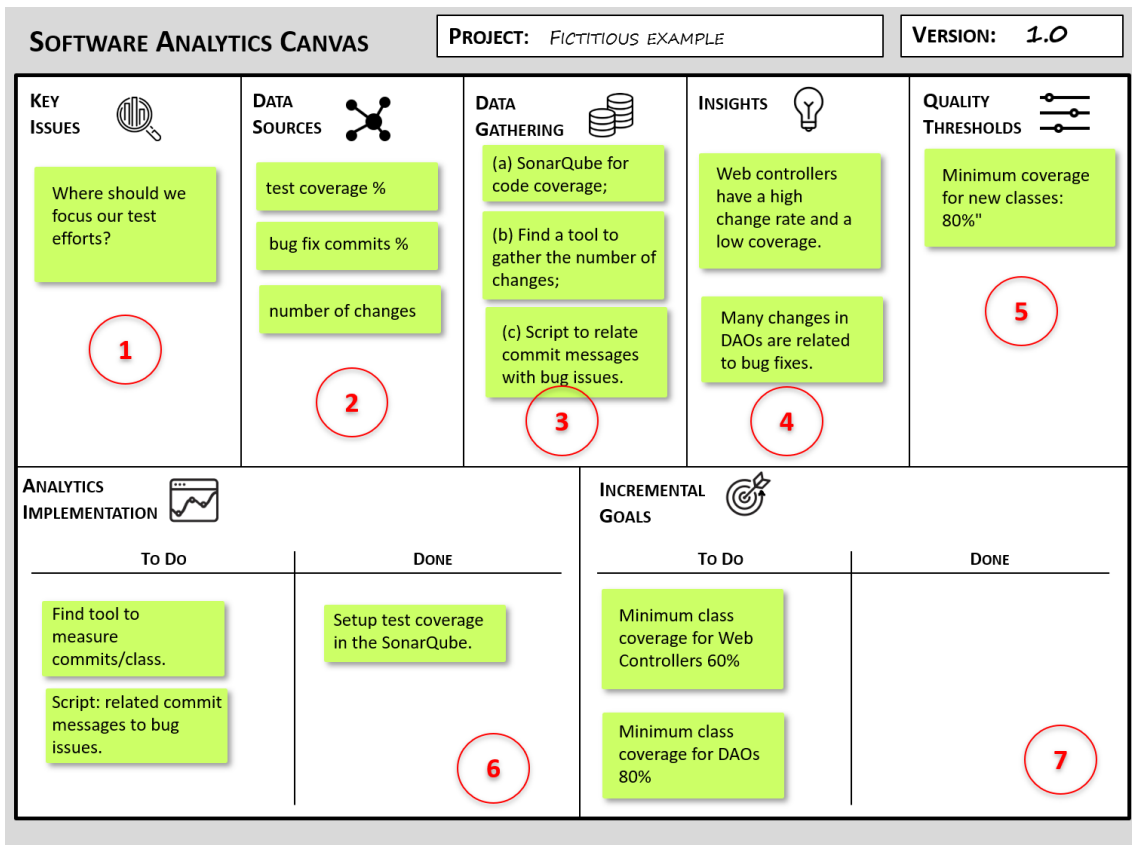 SOFTWARE ANALYTICS CANVAS
PROJECT: FICTITIOUS EXAMPLE
VERSION: 1.0
KEY
ISSUES
Where should we
focus our test
efforts?
1
DATA
SOURCES
test coverage %
bug fix commits %
number of changes
2
DATA
GATHERING
(a) SonarQube for
code coverage;
(b) Find a tool to
gather the number of
changes;
(c) Script to relate
commit messages
with bug issues.
3
INSIGHTS
Web controllers
have a high
change rate and a
low coverage.
Many changes in
DAOs are related
to bug fixes.
4
QUALITY
THRESHOLDS
Minimum coverage
for new classes:
80%"
5
ANALYTICS
IMPLEMENTATION
TO DO
DONE
Find tool to
measure
commits/class.
Script: related commit
messages to bug
issues.
Setup test coverage
in the SonarQube.
6
INCREMENTAL
GOALS
TO DO
DONE
Minimum class
coverage for Web
Controllers 60%
Minimum class
coverage for DAOs
80%
7